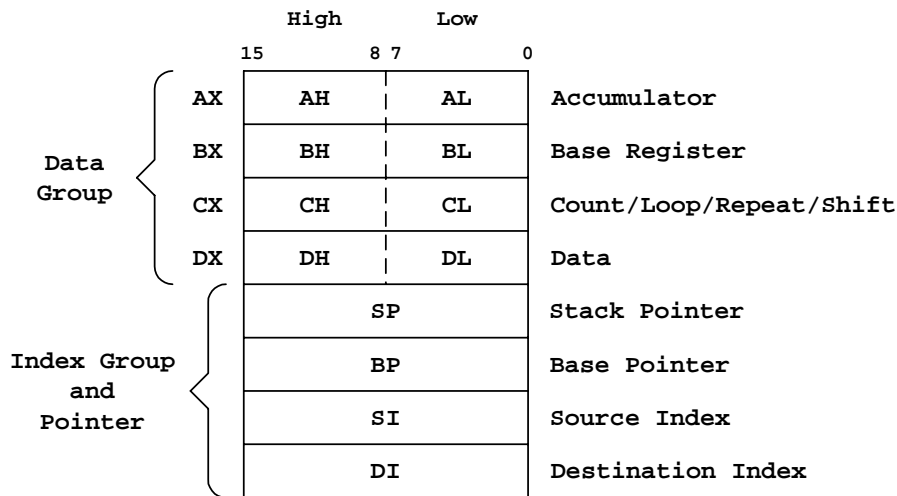 High Low
15 8 7 0
AX AH AL Accumulator
BX BH BL Base Register
Data
Group
CX CH CL Count/Loop/Repeat/Shift
DX DH DL Data
SP Stack Pointer
Index Group
and
Pointer
BP Base Pointer
SI Source Index
DI Destination Index